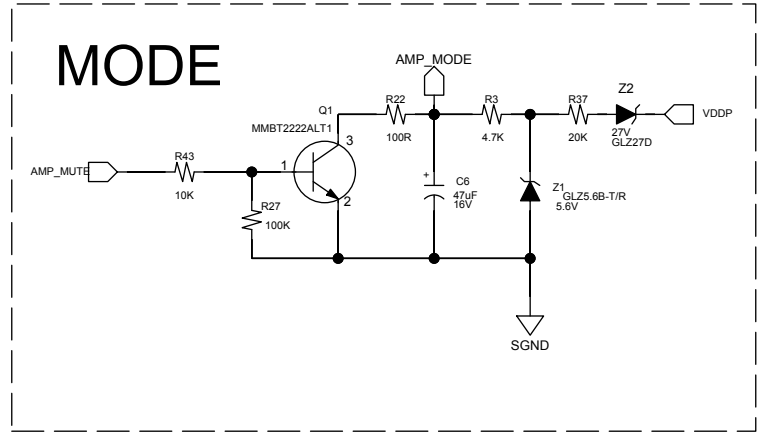 MODE
AMP_MODE
Z2
Q1
R22
R3
R37
VDDP
MMBT2222ALT1
3
100R
4.7K
20K
27V
GLZ27D
R43
AMP_MUTE
1
10K
+
C6
47uF
16V
Z1
GLZ5.6B-T/R
5.6V
2
R27
100K
SGND